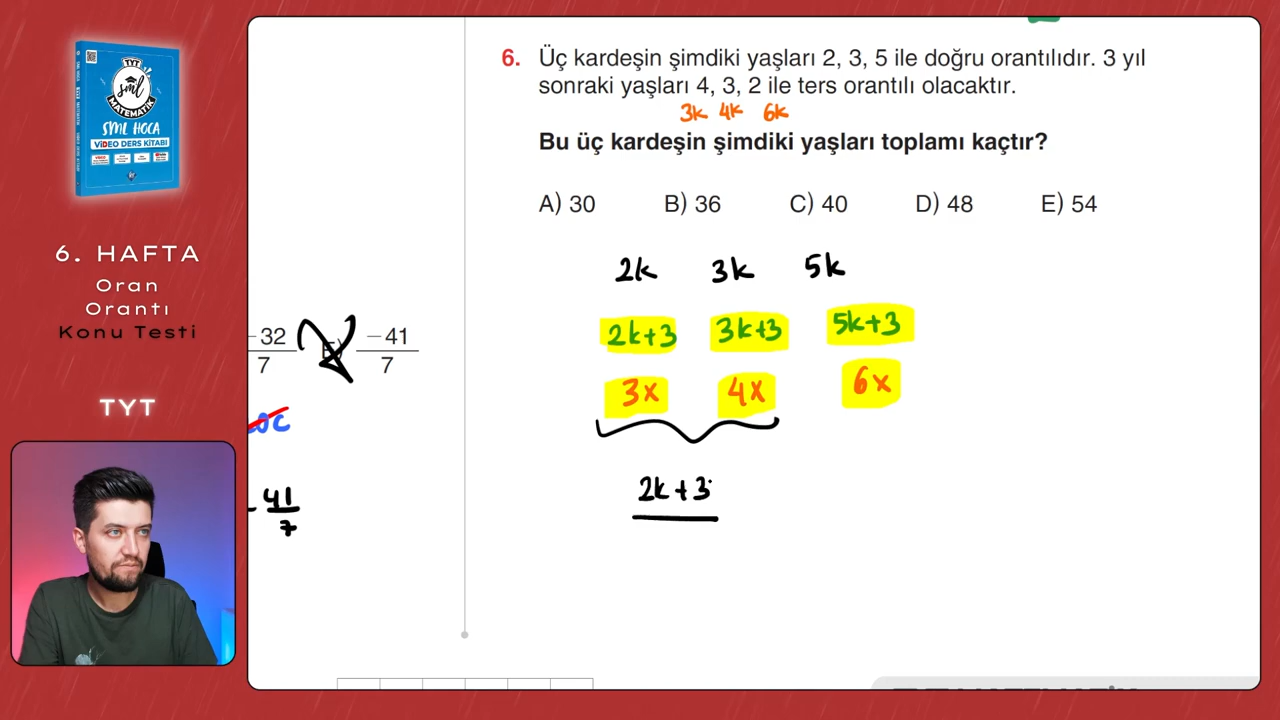 TYT
sml
MATEMATİK
SML HOCA
VİDEO DERS KİTABI
6. HAFTA
Oran
Orantı
Konu Testi
TYT
-32
7
-41
7
41
7
6. Üç kardeşin şimdiki yaşları 2, 3, 5 ile doğru orantılıdır. 3 yıl
sonraki yaşları 4, 3, 2 ile ters orantılı olacaktır.
3k 4k 6k
Bu üç kardeşin şimdiki yaşları toplamı kaçtır?
A) 30 B) 36 C) 40 D) 48 E) 54
2k 3k 5k
2k+3 3k+3 5k+3
3x 4x 6x
2k+3